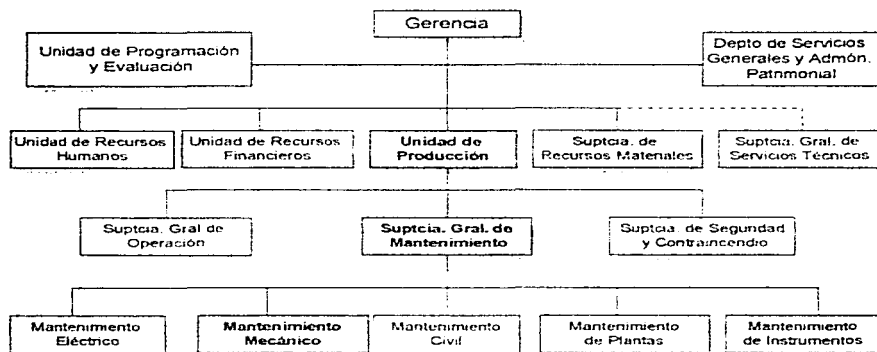 Gerencia
Unidad de Programación
y Evaluación
Depto de Servicios
Generales y Admón.
Patrimonial
Unidad de Recursos
Humanos
Unidad de Recursos
Financieros
Unidad de
Producción
Suptcia. de
Recursos Materiales
Suptcia. Gral. de
Servicios Técnicos
Suptcia. Gral de
Operación
Suptcia. Gral. de
Mantenimiento
Suptcia. de Segundad
y Contraincendio
Mantenimento
Eléctrico
Mantenimiento
Mecánico
Mantenimiento
Civil
Mantenimiento
de Plantas
Mantenimiento
de Instrumentos